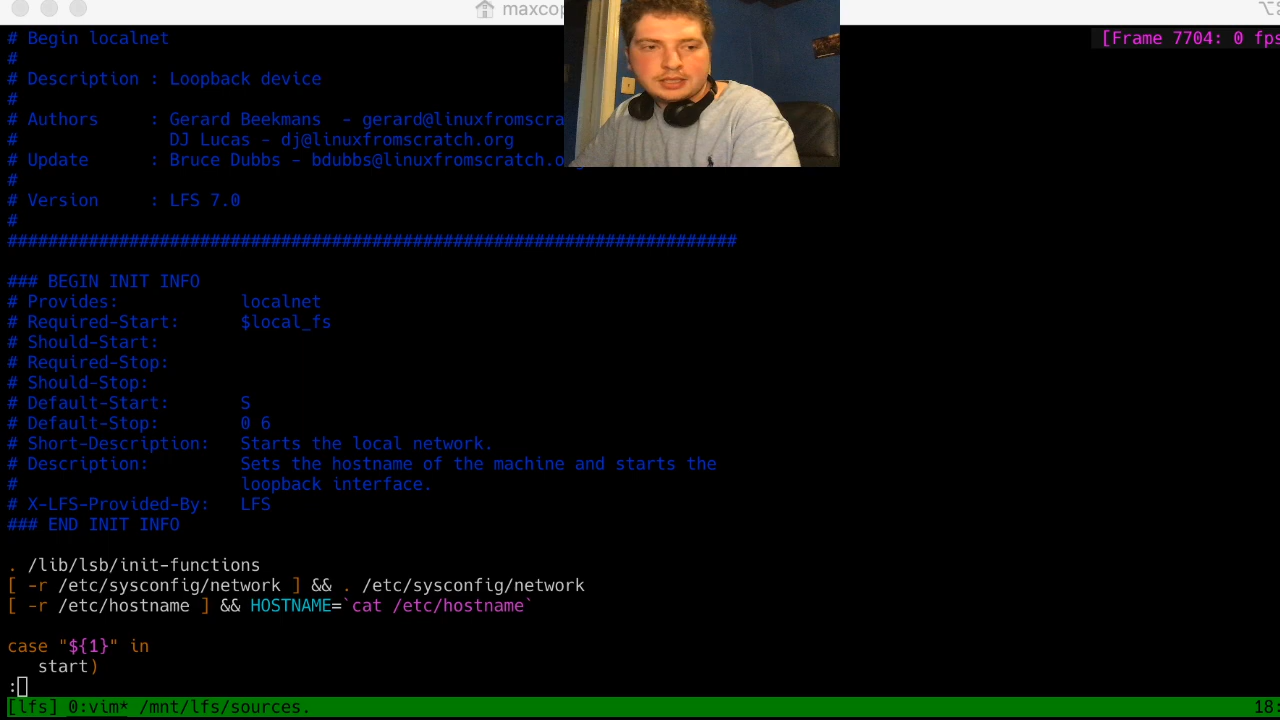 maxcop
# Begin localnet
[Frame 7704: 0 fps
#
# Description : Loopback device
#
# Authors     : Gerard Beekmans  - gerard@linuxfromscra
#               DJ Lucas - dj@linuxfromscratch.org
# Update      : Bruce Dubbs - bdubbs@linuxfromscratch.o
#
# Version     : LFS 7.0
#
########################################################################
### BEGIN INIT INFO
# Provides:            localnet
# Required-Start:      $local_fs
# Should-Start:
# Required-Stop:
# Should-Stop:
# Default-Start:       S
# Default-Stop:        0 6
# Short-Description:   Starts the local network.
# Description:         Sets the hostname of the machine and starts the
#                      loopback interface.
# X-LFS-Provided-By:   LFS
### END INIT INFO
. /lib/lsb/init-functions
[ -r /etc/sysconfig/network ] && . /etc/sysconfig/network
[ -r /etc/hostname ] && HOSTNAME=`cat /etc/hostname`
case "${1}" in
   start)
:
[lfs] 0:vim* /mnt/lfs/sources. 18: